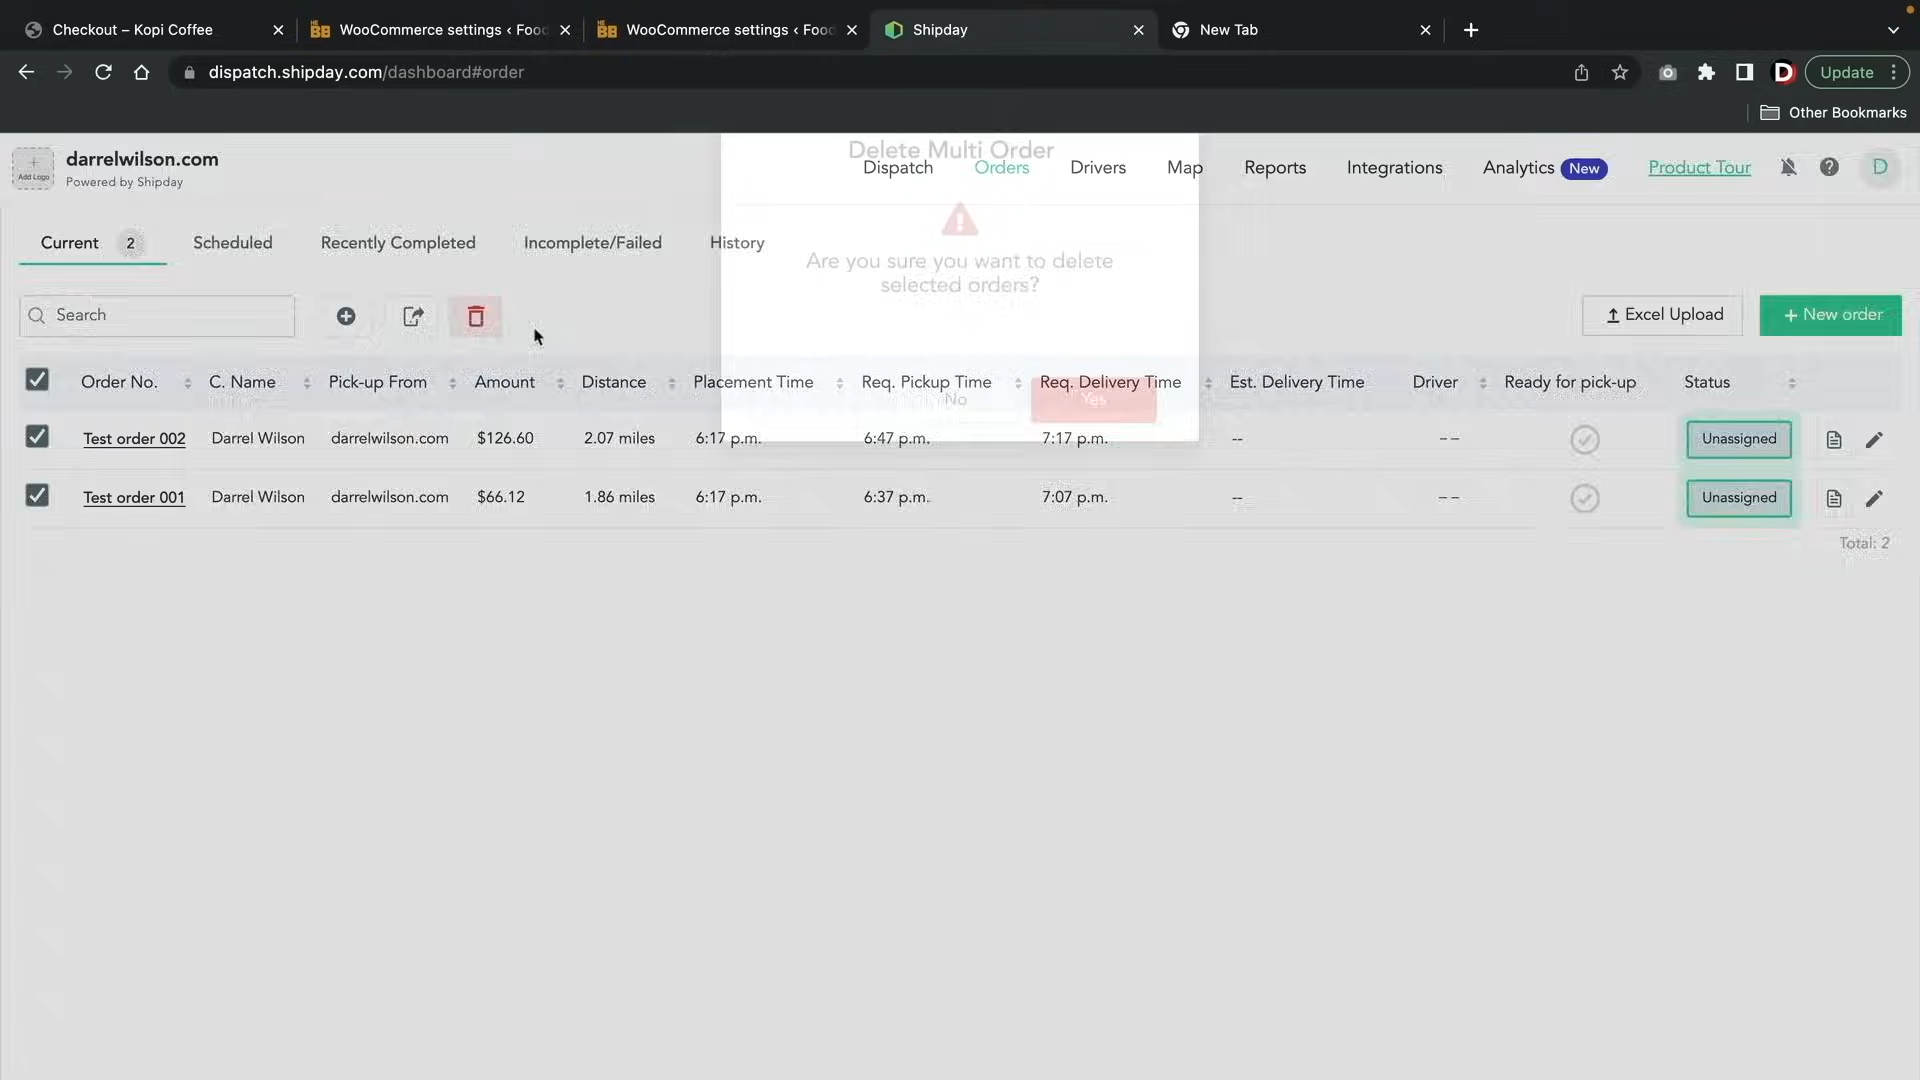 Checkout – Kopi Coffee
WooCommerce settings ‹ Food
WooCommerce settings ‹ Food
Shipday
New Tab
dispatch.shipday.com/dashboard#order
D
Update
Other Bookmarks
Add Logo
darrelwilson.com
Powered by Shipday
Delete Multi Order
Dispatch Orders Drivers Map Reports Integrations Analytics New Product Tour D
Current 2 Scheduled Recently Completed Incomplete/Failed History
Are you sure you want to delete
selected orders?
No Yes
Search
Excel Upload
+ New order
Order No. C. Name Pick-up From Amount Distance Placement Time Req. Pickup Time Req. Delivery Time Est. Delivery Time Driver Ready for pick-up Status
Test order 002 Darrel Wilson darrelwilson.com $126.60 2.07 miles 6:17 p.m. 6:47 p.m. 7:17 p.m. -- -- Unassigned
Test order 001 Darrel Wilson darrelwilson.com $66.12 1.86 miles 6:17 p.m. 6:37 p.m. 7:07 p.m. -- -- Unassigned
Total: 2